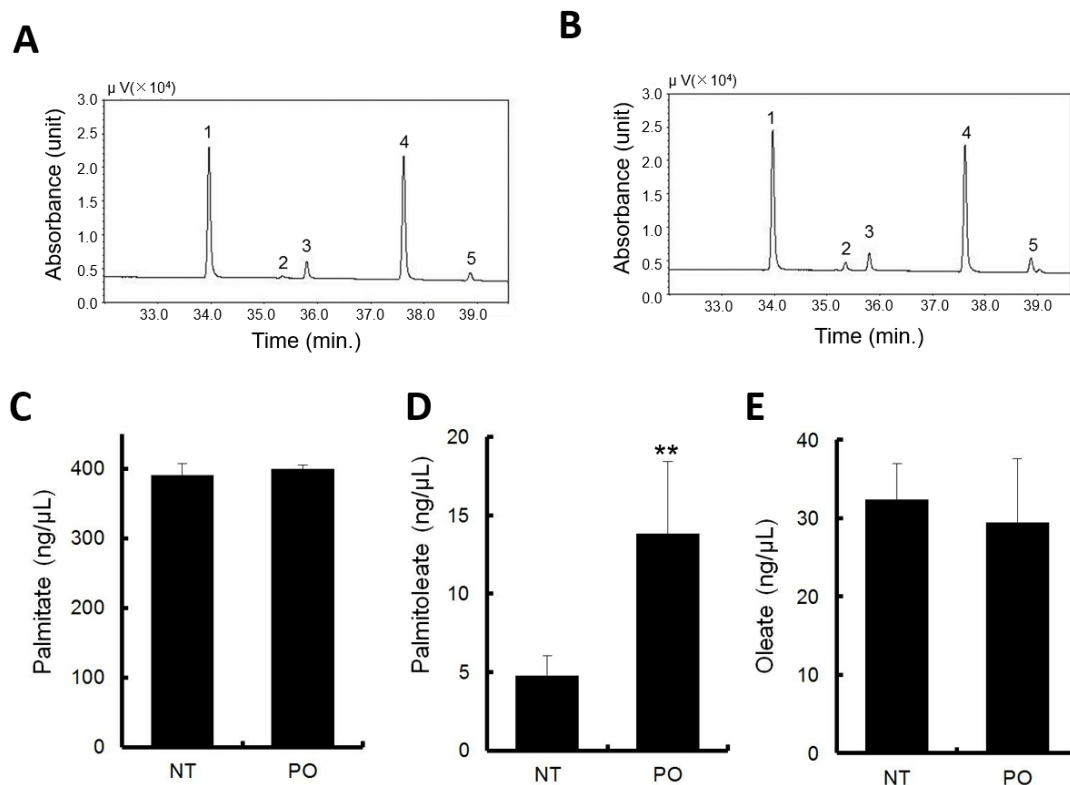 A
μ V(×10⁴)
Absorbance (unit)
3.0
2.5
2.0
1.5
1.0
0.5
0.0
1
2
3
4
5
33.0 34.0 35.0 36.0 37.0 38.0 39.0
Time (min.)
B
μ V(×10⁴)
Absorbance (unit)
3.0
2.5
2.0
1.5
1.0
0.5
0.0
1
2
3
4
5
33.0 34.0 35.0 36.0 37.0 38.0 39.0
Time (min.)
C
Palmitate (ng/μL)
400
300
200
100
0
NT PO
D
Palmitoleate (ng/μL)
20
15
10
5
0
**
NT PO
E
Oleate (ng/μL)
40
30
20
10
0
NT PO